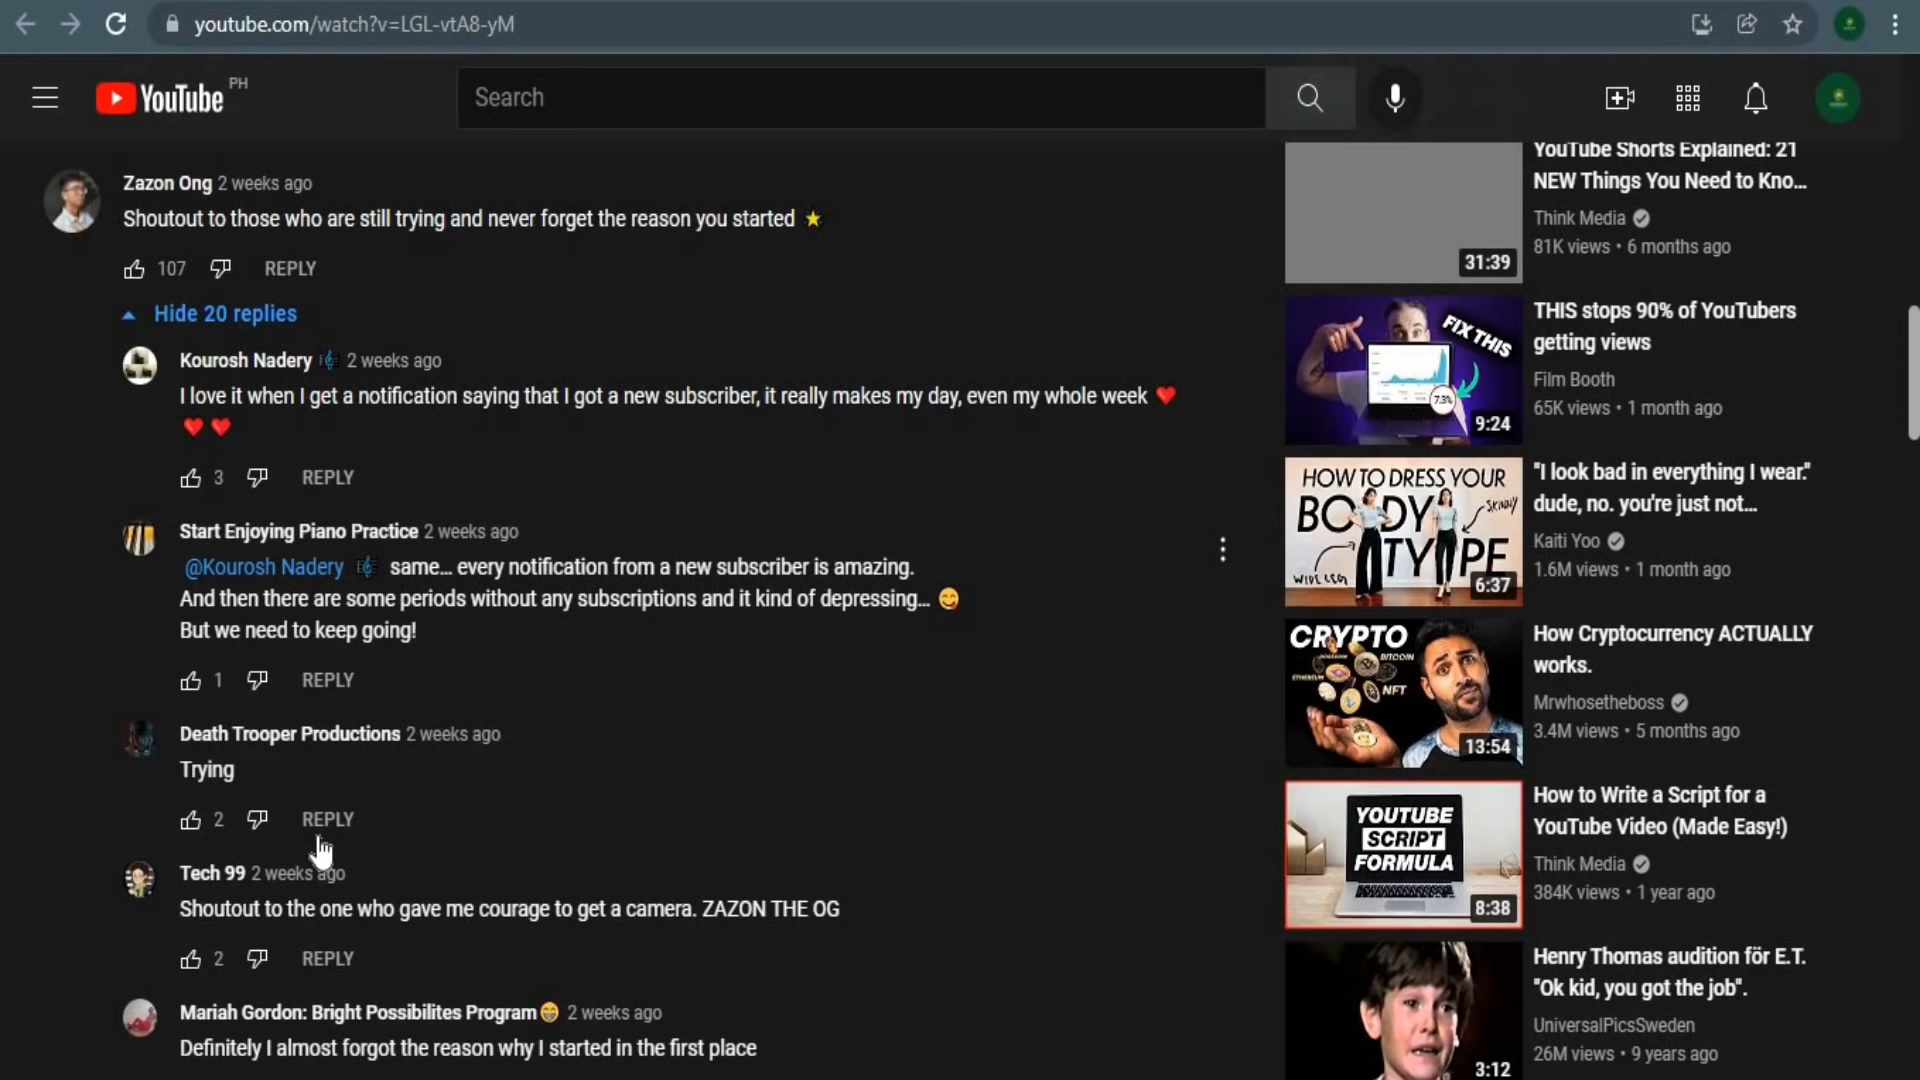 youtube.com/watch?v=LGL-vtA8-yM
YouTube PH
Search
Zazon Ong 2 weeks ago
Shoutout to those who are still trying and never forget the reason you started ⭐
107 REPLY
Hide 20 replies
Kourosh Nadery 🎼 2 weeks ago
I love it when I get a notification saying that I got a new subscriber, it really makes my day, even my whole week ❤️
❤️❤️
3 REPLY
Start Enjoying Piano Practice 2 weeks ago
@Kourosh Nadery 🎼 same... every notification from a new subscriber is amazing.
And then there are some periods without any subscriptions and it kind of depressing... 😋
But we need to keep going!
1 REPLY
Death Trooper Productions 2 weeks ago
Trying
2 REPLY
Tech 99 2 weeks ago
Shoutout to the one who gave me courage to get a camera. ZAZON THE OG
2 REPLY
Mariah Gordon: Bright Possibilites Program😁 2 weeks ago
Definitely I almost forgot the reason why I started in the first place
31:39
YouTube Shorts Explained: 21
NEW Things You Need to Kno...
Think Media
81K views • 6 months ago
FIX THIS
7.3%
9:24
THIS stops 90% of YouTubers
getting views
Film Booth
65K views • 1 month ago
HOW TO DRESS YOUR
BODY
TYPE
SKINNY
WIDE LEG
6:37
"I look bad in everything I wear."
dude, no. you're just not...
Kaiti Yoo
1.6M views • 1 month ago
CRYPTO
BITCOIN
ETHEREUM
NFT
13:54
How Cryptocurrency ACTUALLY
works.
Mrwhosetheboss
3.4M views • 5 months ago
YOUTUBE
SCRIPT
FORMULA
8:38
How to Write a Script for a
YouTube Video (Made Easy!)
Think Media
384K views • 1 year ago
3:12
Henry Thomas audition för E.T.
"Ok kid, you got the job".
UniversalPicsSweden
26M views • 9 years ago